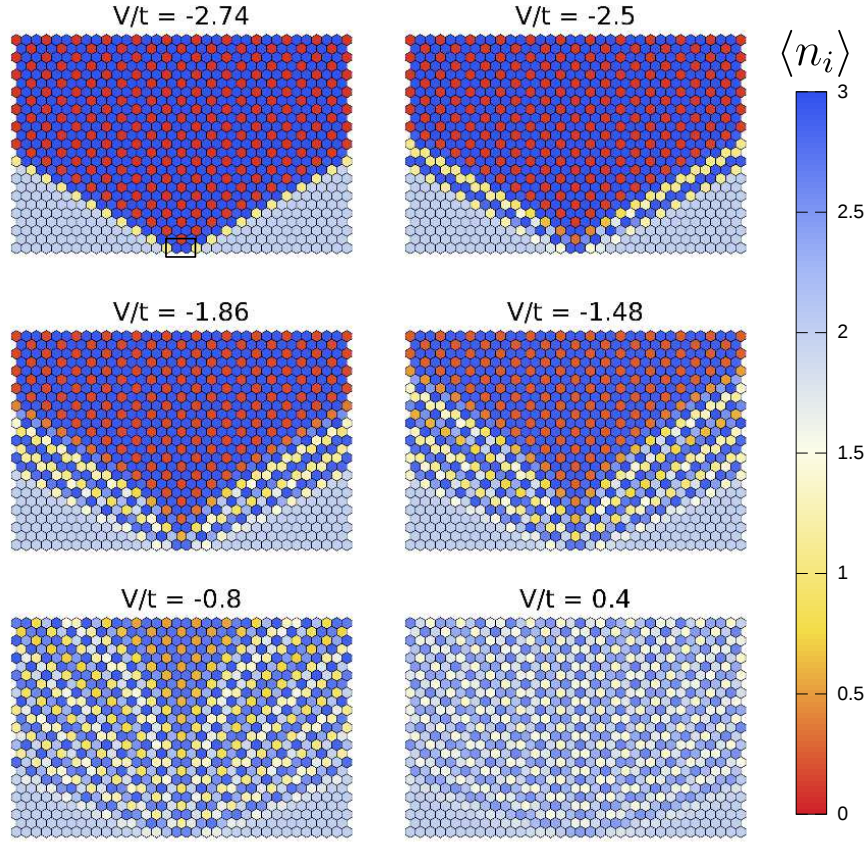 V/t = -2.74
V/t = -2.5
⟨n_i⟩
3
2.5
2
1.5
1
0.5
0
V/t = -1.86
V/t = -1.48
V/t = -0.8
V/t = 0.4